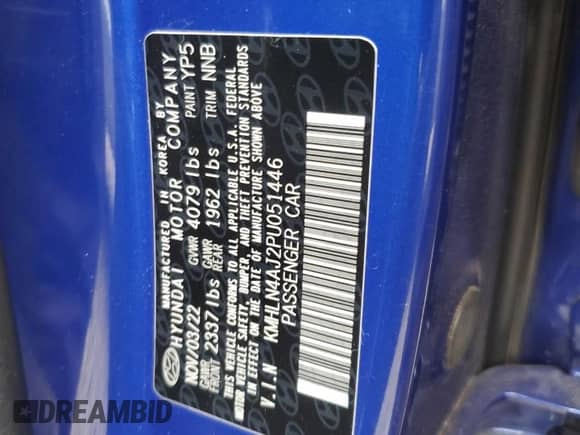 MANUFACTURED IN KOREA BY
HYUNDAI MOTOR COMPANY
NOV/03/22 GVWR 4079 lbs PAINT YP5
GAWR FRONT 2337 lbs GAWR REAR 1962 lbs TRIM NNB
THIS VEHICLE CONFORMS TO ALL APPLICABLE U.S.A. FEDERAL
MOTOR VEHICLE SAFETY, BUMPER, AND THEFT PREVENTION STANDARDS
IN EFFECT ON THE DATE OF MANUFACTURE SHOWN ABOVE
V.I.N KMHLN4AJ2PU051446
PASSENGER CAR
DREAMBID